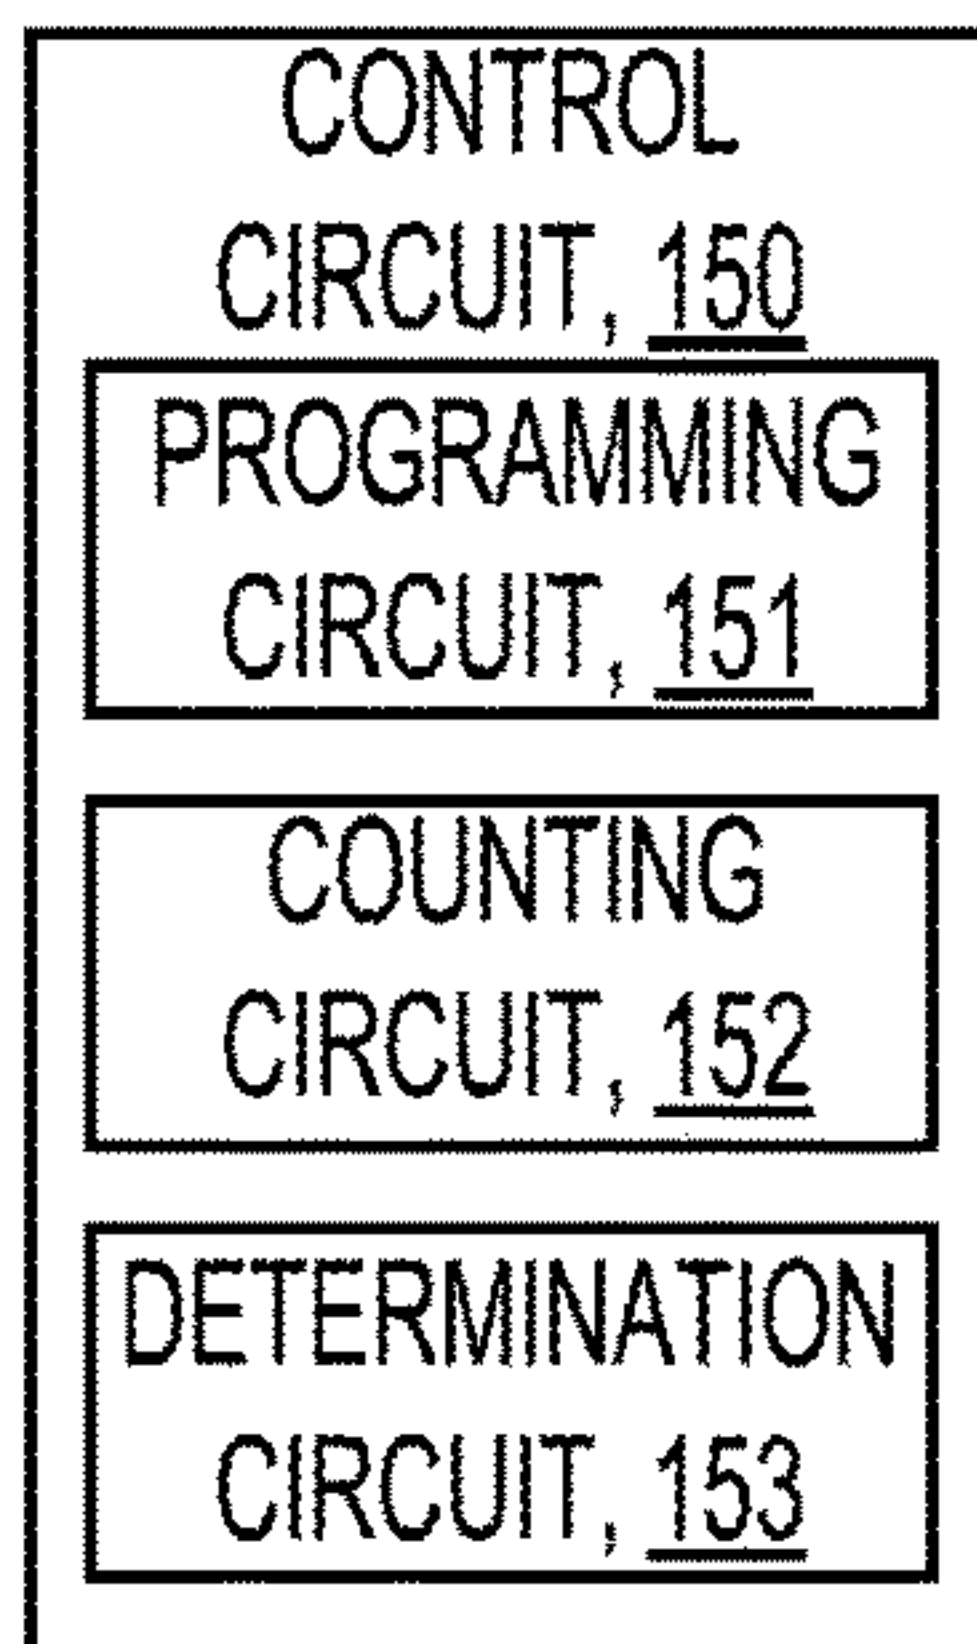 CONTROL
CIRCUIT, 150
PROGRAMMING
CIRCUIT, 151
COUNTING
CIRCUIT, 152
DETERMINATION
CIRCUIT, 153